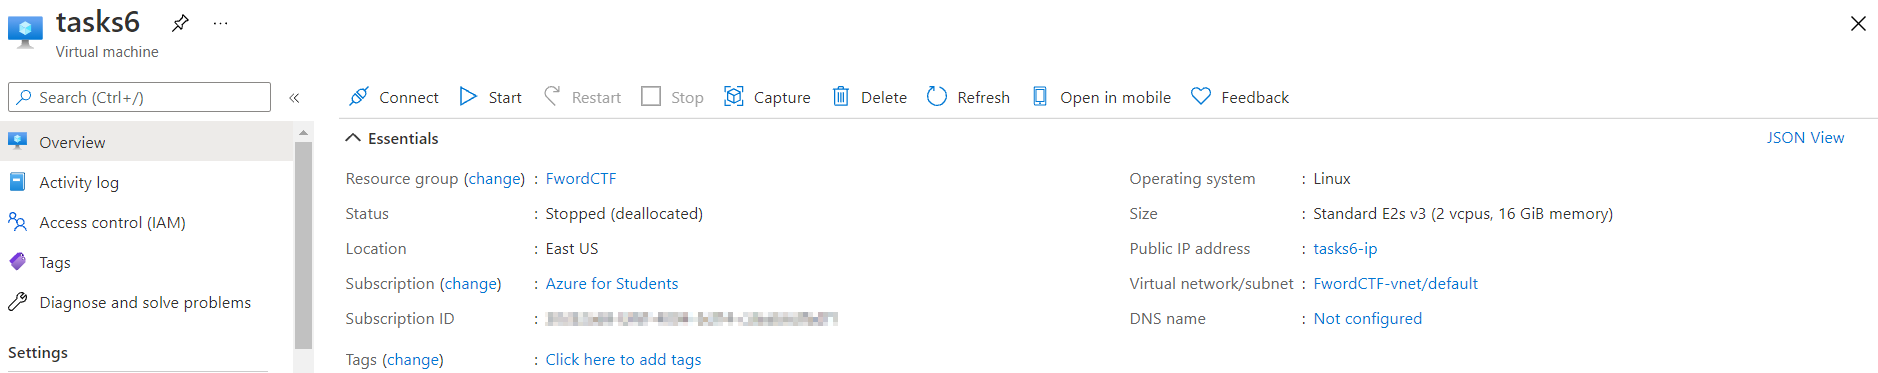 tasks6
Virtual machine
Search (Ctrl+/)
Connect Start Restart Stop Capture Delete Refresh Open in mobile Feedback
Overview
Activity log
Access control (IAM)
Tags
Diagnose and solve problems
Settings
Essentials JSON View
Resource group (change) : FwordCTF
Status : Stopped (deallocated)
Location : East US
Subscription (change) : Azure for Students
Subscription ID :
Tags (change) : Click here to add tags
Operating system : Linux
Size : Standard E2s v3 (2 vcpus, 16 GiB memory)
Public IP address : tasks6-ip
Virtual network/subnet : FwordCTF-vnet/default
DNS name : Not configured